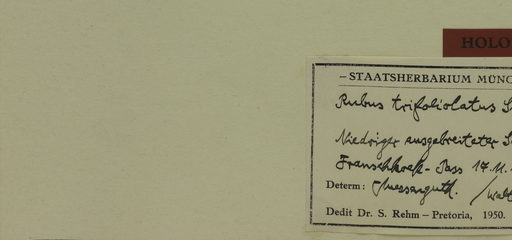 HOLO
– STAATSHERBARIUM MÜNC
Rubus trifoliolatus S
Niedriger ausgebreiteter S
Franschhoek - Pass 17.11.
Determ:
Dedit Dr. S. Rehm – Pretoria, 1950.